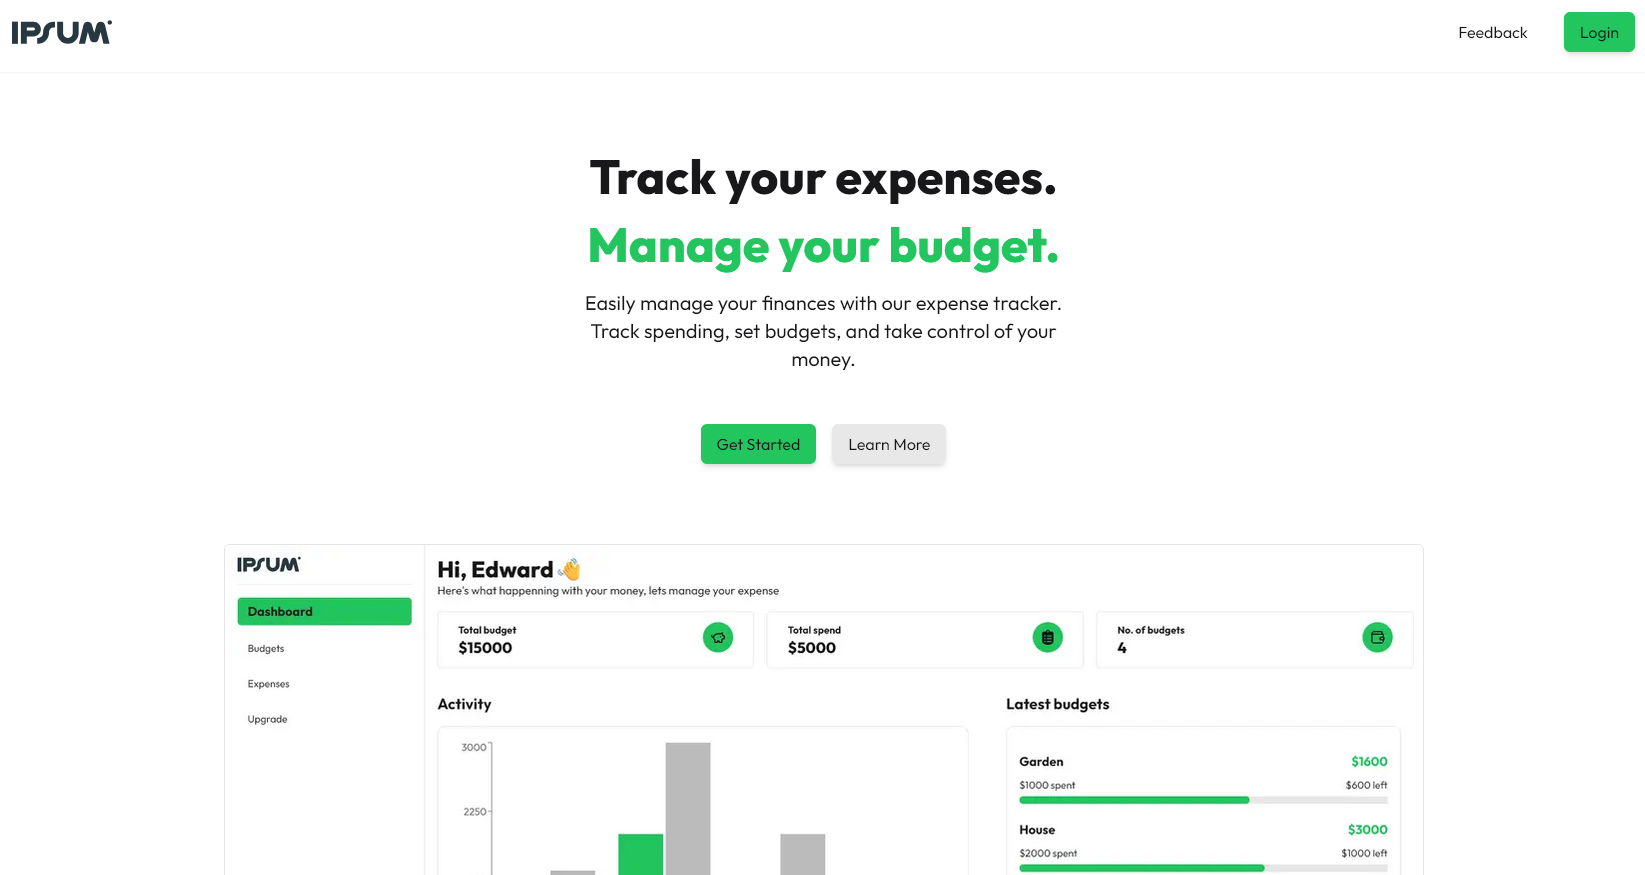 IPSUM
Feedback
Login
Track your expenses.
Manage your budget.
Easily manage your finances with our expense tracker.
Track spending, set budgets, and take control of your
money.
Get Started
Learn More
IPSUM
Dashboard
Budgets
Expenses
Upgrade
Hi, Edward 👋
Here's what happenning with your money, lets manage your expense
Total budget
$15000
Total spend
$5000
No. of budgets
4
Activity
3000
2250
Latest budgets
Garden $1600
$1000 spent $600 left
House $3000
$2000 spent $1000 left